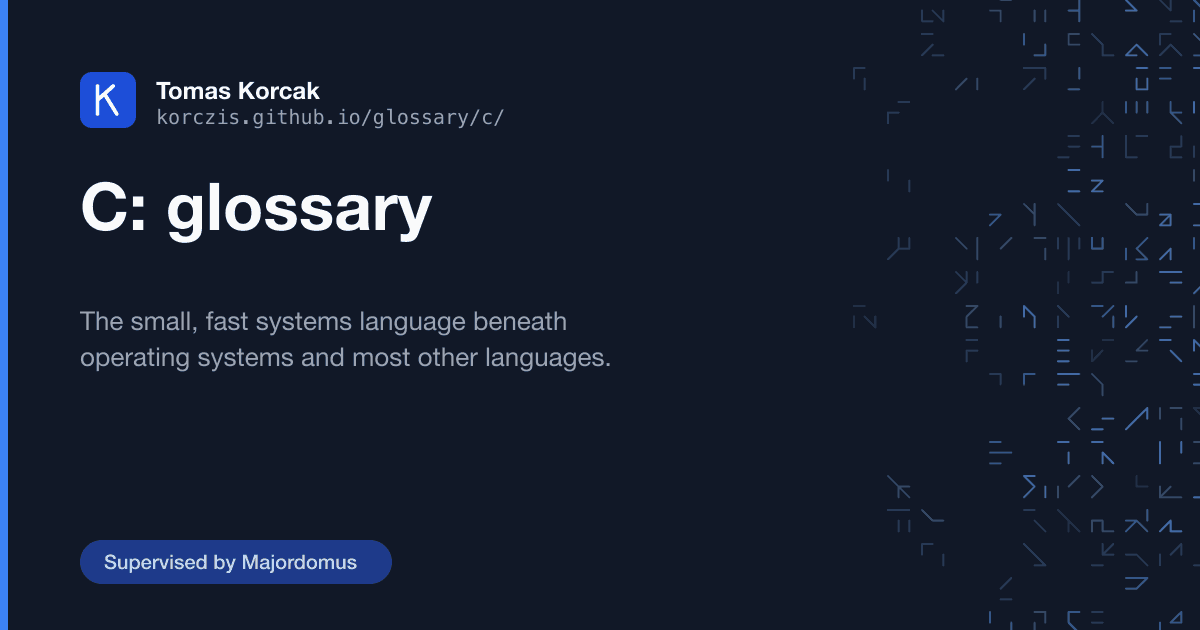 K
Tomas Korcak
korczis.github.io/glossary/c/
C: glossary
The small, fast systems language beneath
operating systems and most other languages.
Supervised by Majordomus